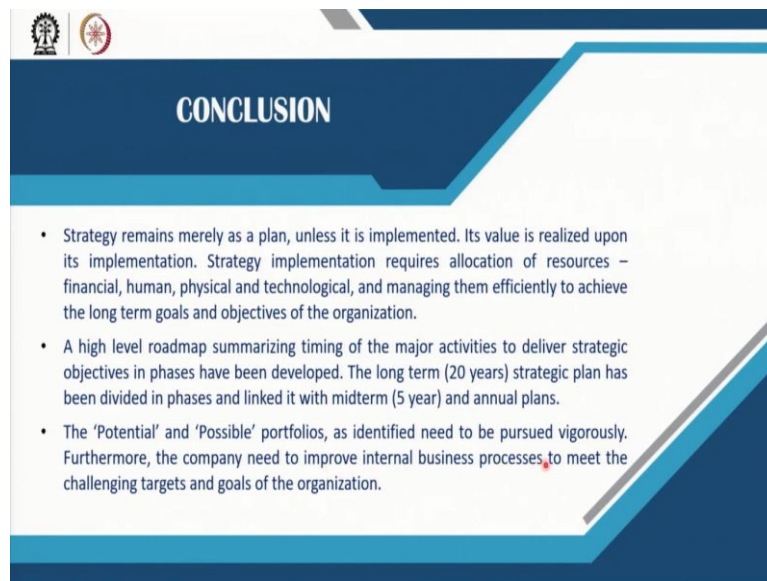 CONCLUSION
• Strategy remains merely as a plan, unless it is implemented. Its value is realized upon
its implementation. Strategy implementation requires allocation of resources –
financial, human, physical and technological, and managing them efficiently to achieve
the long term goals and objectives of the organization.
• A high level roadmap summarizing timing of the major activities to deliver strategic
objectives in phases have been developed. The long term (20 years) strategic plan has
been divided in phases and linked it with midterm (5 year) and annual plans.
• The ‘Potential’ and ‘Possible’ portfolios, as identified need to be pursued vigorously.
Furthermore, the company need to improve internal business processes to meet the
challenging targets and goals of the organization.